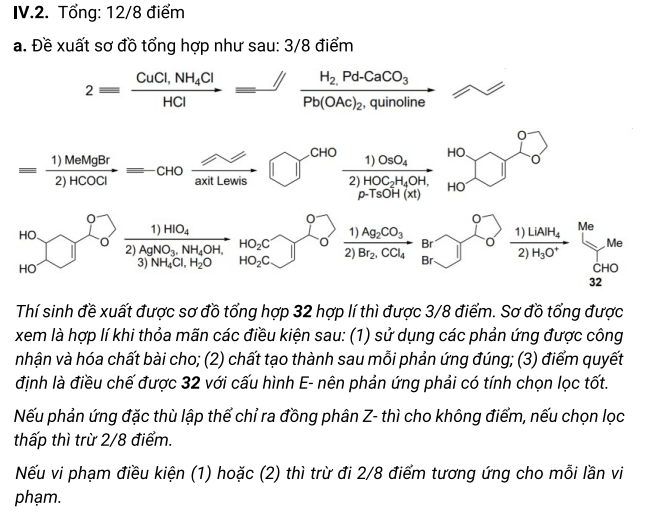 IV.2. Tổng: 12/8 điểm
a. Đề xuất sơ đồ tổng hợp như sau: 3/8 điểm
2 CuCl, NH₄Cl HCl H₂, Pd-CaCO₃ Pb(OAc)₂, quinoline
1) MeMgBr 2) HCOCl CHO axit Lewis CHO 1) OsO₄ 2) HOC₂H₄OH, p-TsOH (xt) HO HO O O
HO HO O O 1) HIO₄ 2) AgNO₃, NH₄OH, 3) NH₄Cl, H₂O HO₂C HO₂C O O 1) Ag₂CO₃ 2) Br₂, CCl₄ Br Br O O 1) LiAlH₄ 2) H₃O⁺ Me Me CHO
32
Thí sinh đề xuất được sơ đồ tổng hợp 32 hợp lí thì được 3/8 điểm. Sơ đồ tổng được
xem là hợp lí khi thỏa mãn các điều kiện sau: (1) sử dụng các phản ứng được công
nhận và hóa chất bài cho; (2) chất tạo thành sau mỗi phản ứng đúng; (3) điểm quyết
định là điều chế được 32 với cấu hình E- nên phản ứng phải có tính chọn lọc tốt.
Nếu phản ứng đặc thù lập thể chỉ ra đồng phân Z- thì cho không điểm, nếu chọn lọc
thấp thì trừ 2/8 điểm.
Nếu vi phạm điều kiện (1) hoặc (2) thì trừ đi 2/8 điểm tương ứng cho mỗi lần vi
phạm.